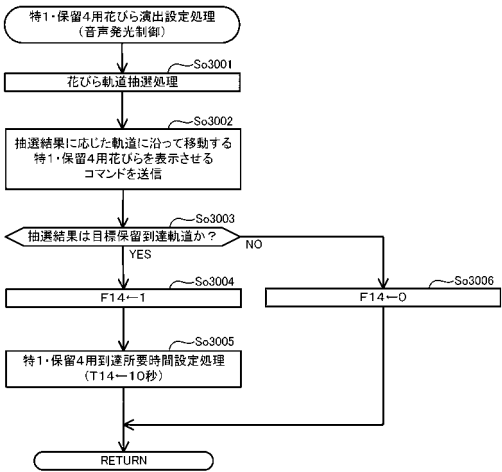 特1・保留4用花びら演出設定処理
(音声発光制御)
So3001
花びら軌道抽選処理
So3002
抽選結果に応じた軌道に沿って移動する
特1・保留4用花びらを表示させる
コマンドを送信
So3003
抽選結果は目標保留到達軌道か?
NO
YES
So3004
F14←1
So3006
F14←0
So3005
特1・保留4用到達所要時間設定処理
(T14←10秒)
RETURN